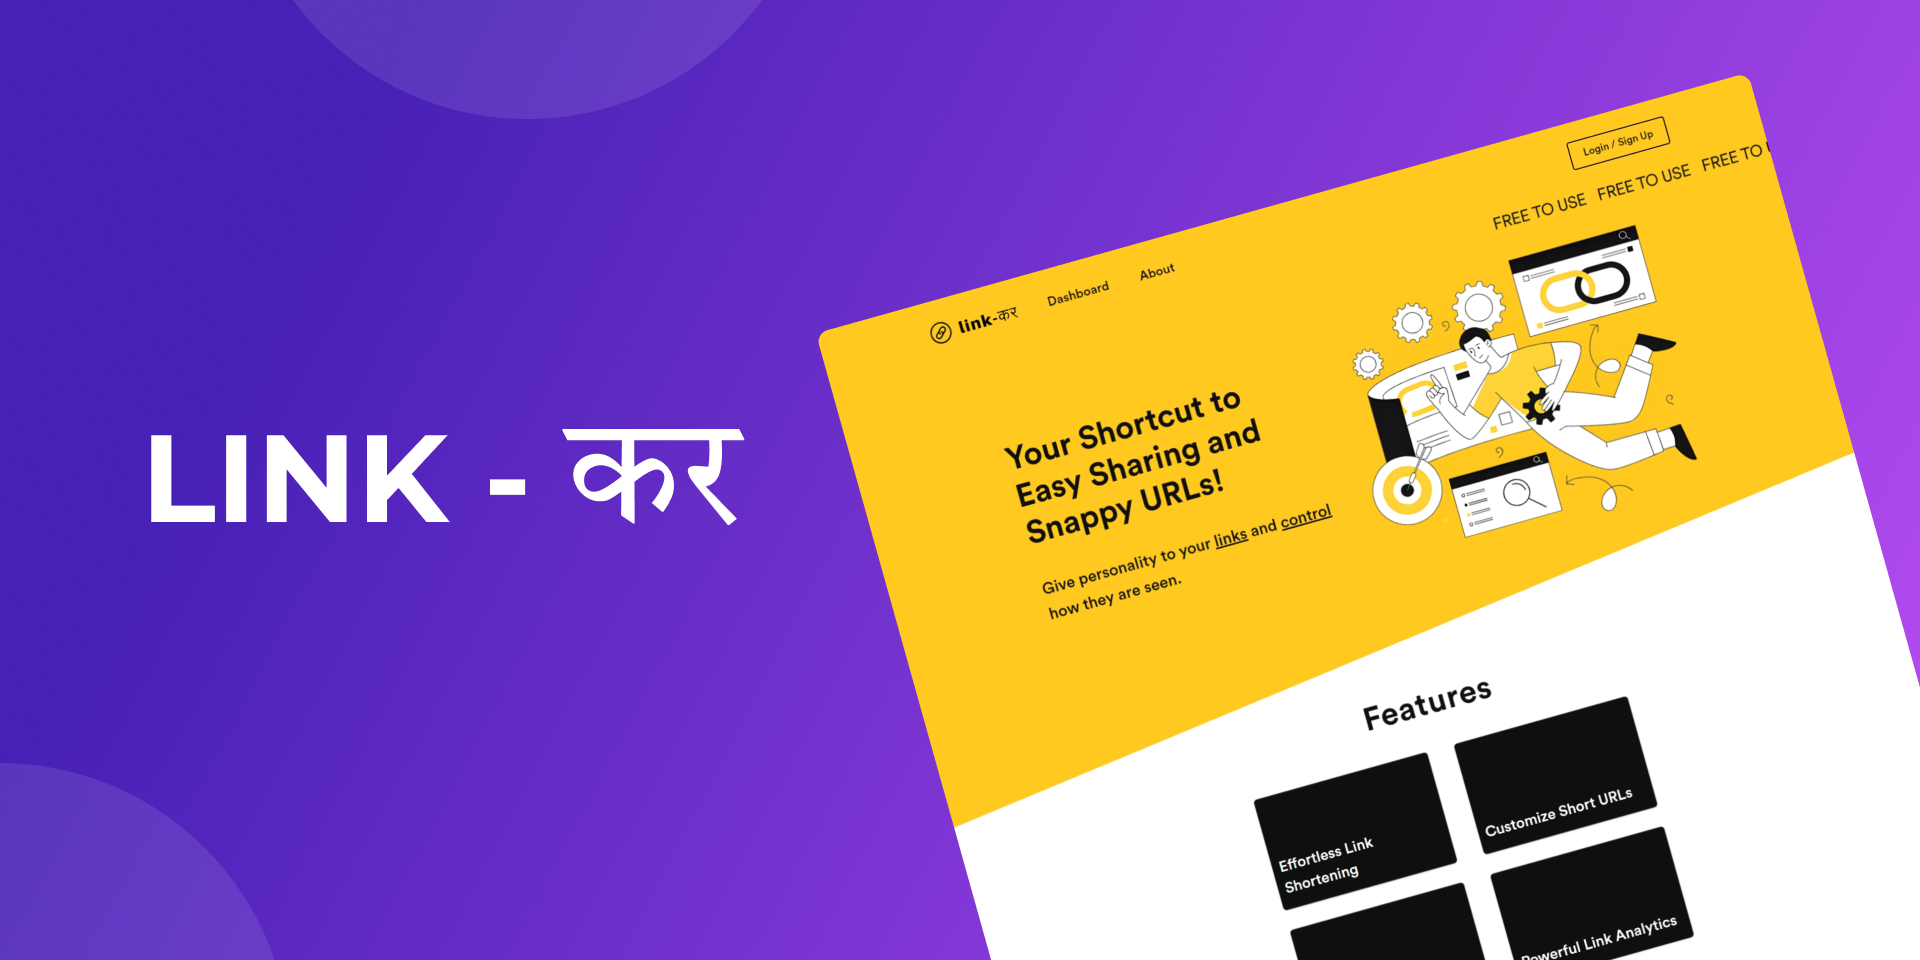 LINK - कर
link-कर
Dashboard
About
Login / Sign Up
FREE TO USE FREE TO USE FREE TO
Your Shortcut to
Easy Sharing and
Snappy URLs!
Give personality to your links and control
how they are seen.
Features
Effortless Link
Shortening
Customize Short URLs
Powerful Link Analytics